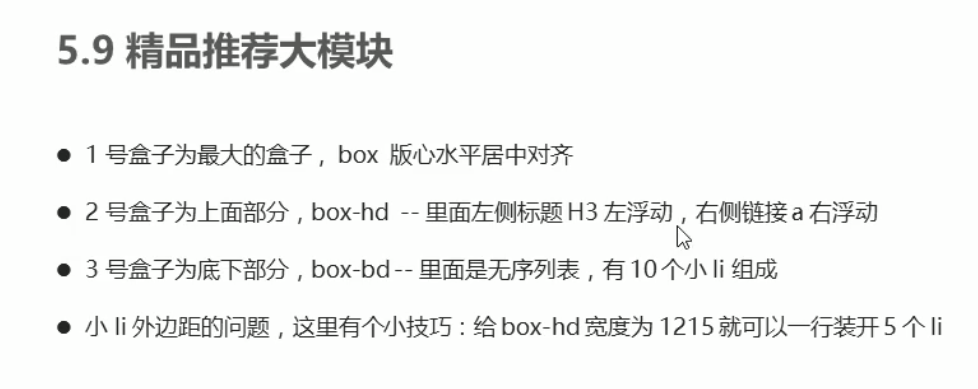 5.9 精品推荐大模块
● 1 号盒子为最大的盒子，box 版心水平居中对齐
● 2 号盒子为上面部分，box-hd -- 里面左侧标题 H3 左浮动，右侧链接 a 右浮动
● 3 号盒子为底下部分，box-bd -- 里面是无序列表，有 10 个小 li 组成
● 小 li 外边距的问题，这里有个小技巧：给 box-hd 宽度为 1215 就可以一行装开 5 个 li